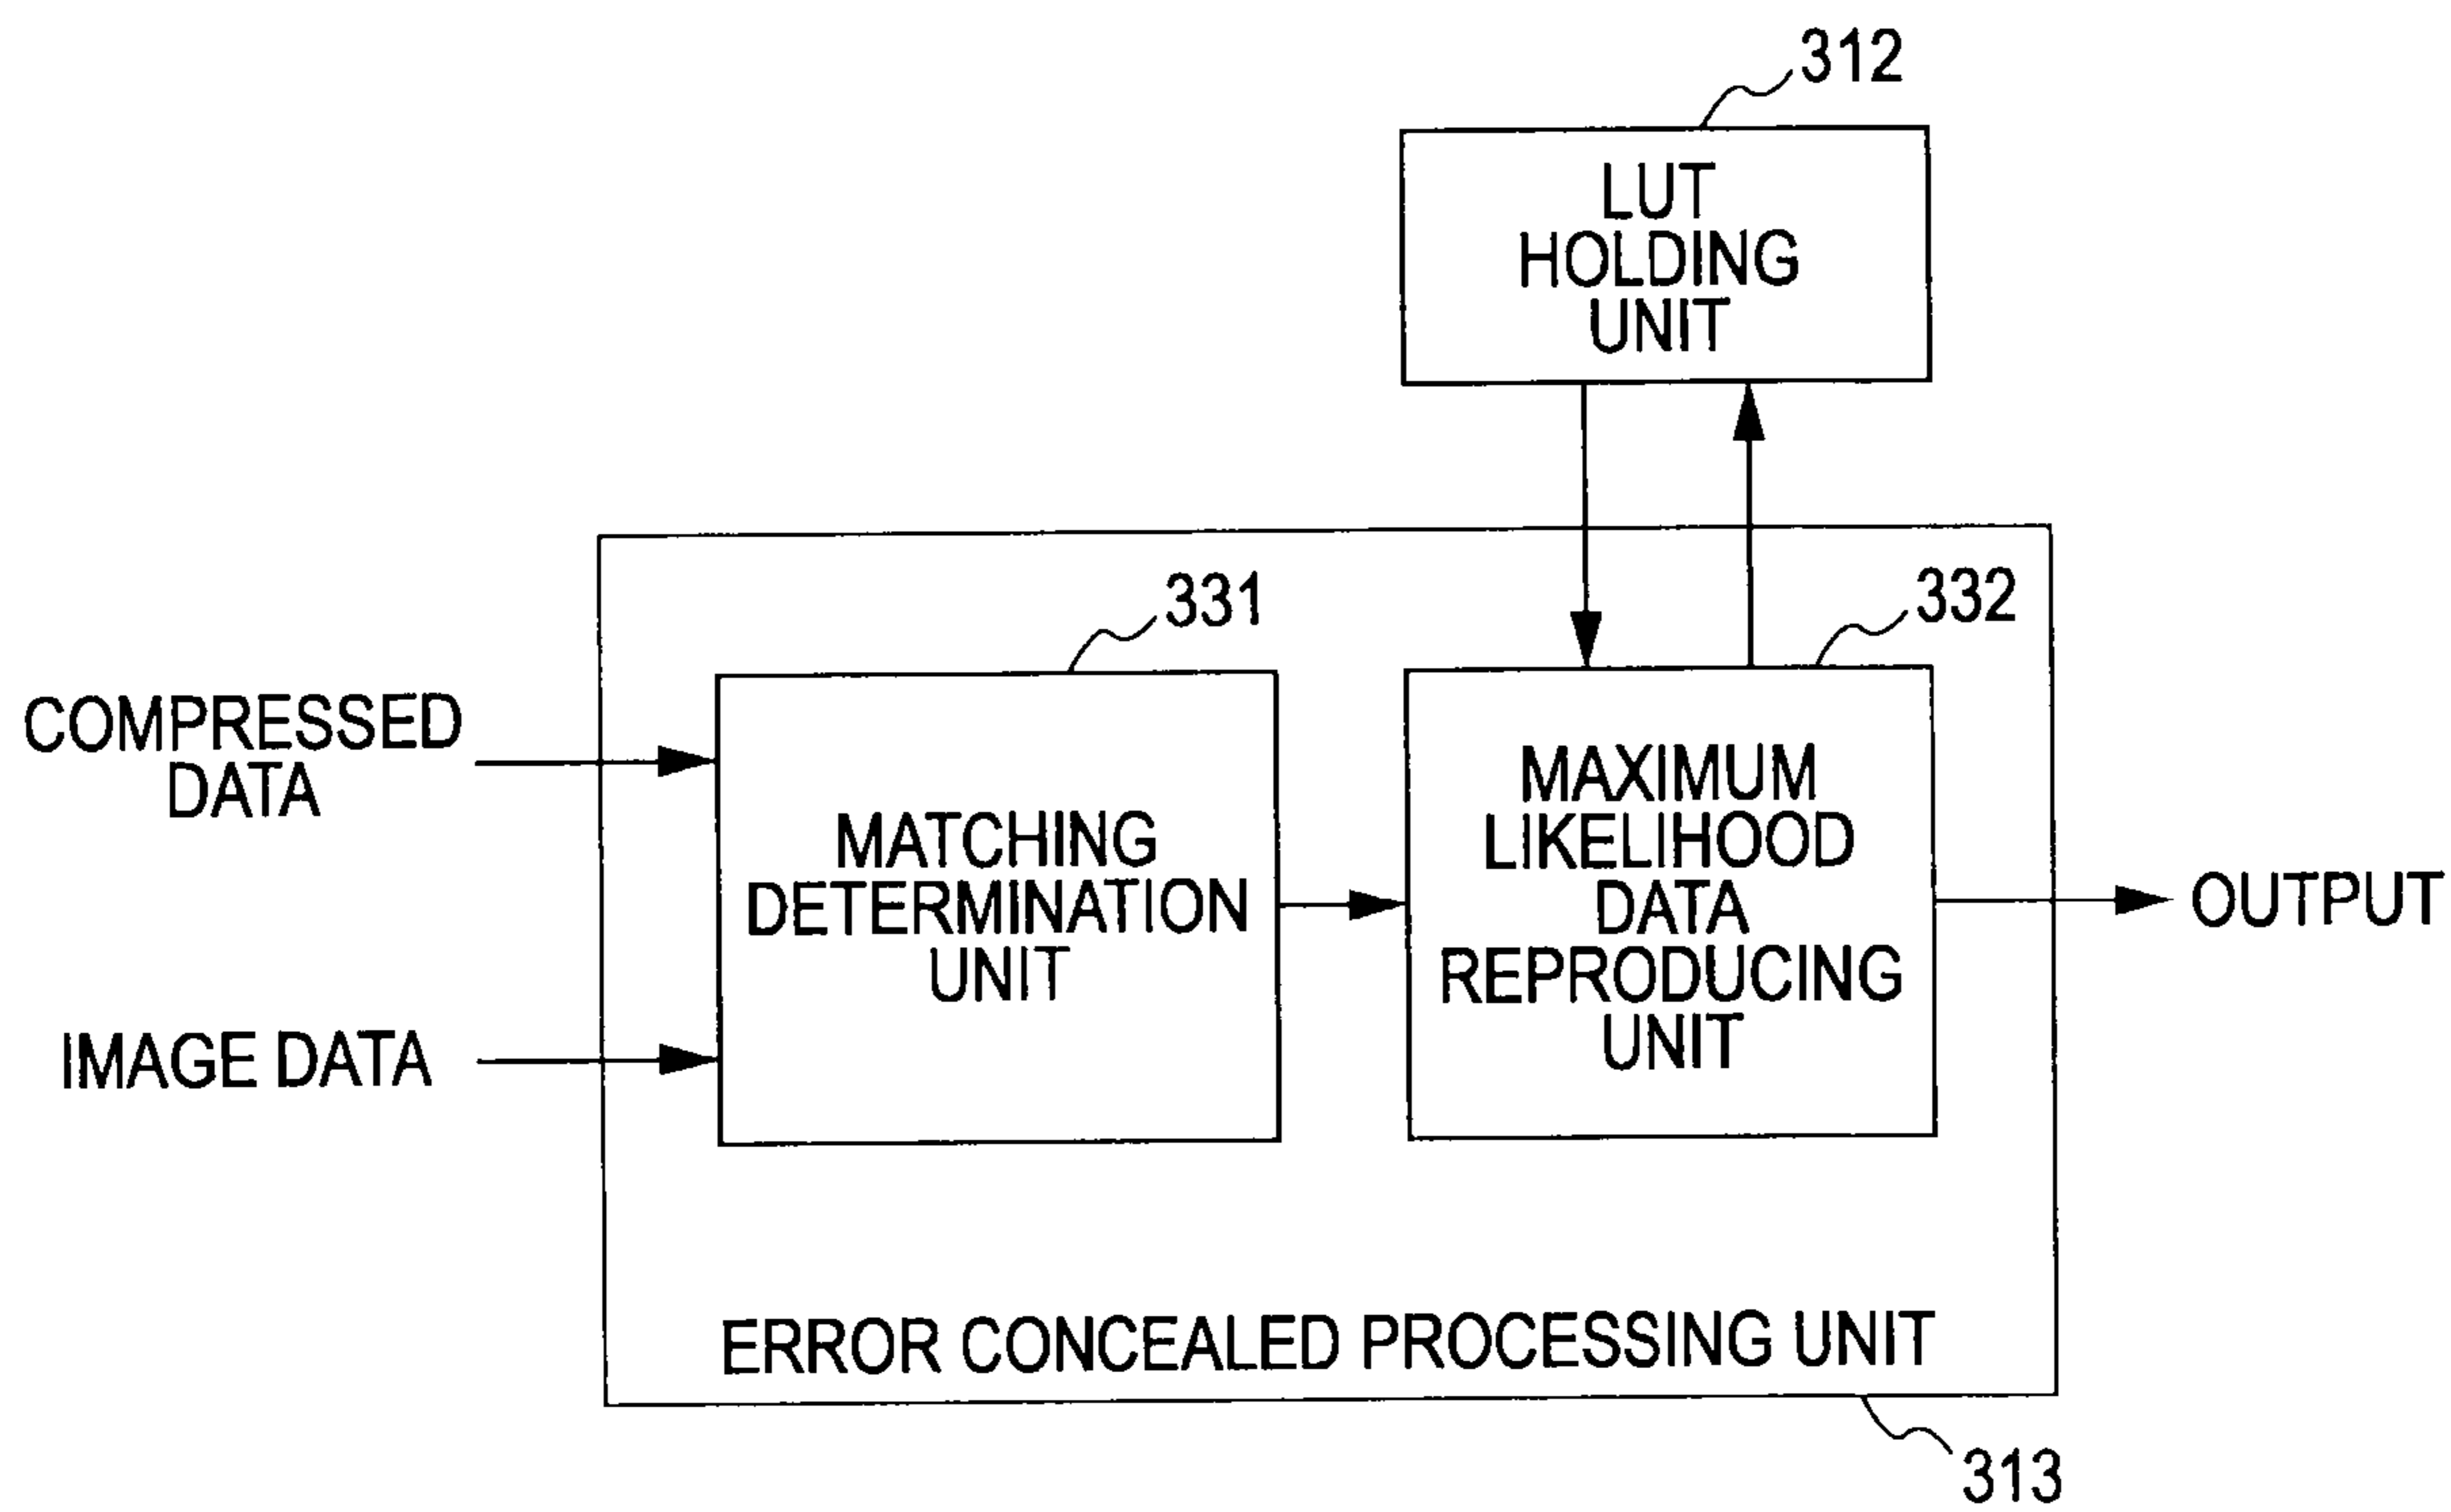 312
LUT
HOLDING
UNIT
331
332
COMPRESSED
DATA
MATCHING
DETERMINATION
UNIT
MAXIMUM
LIKELIHOOD
DATA
REPRODUCING
UNIT
OUTPUT
IMAGE DATA
ERROR CONCEALED PROCESSING UNIT
313